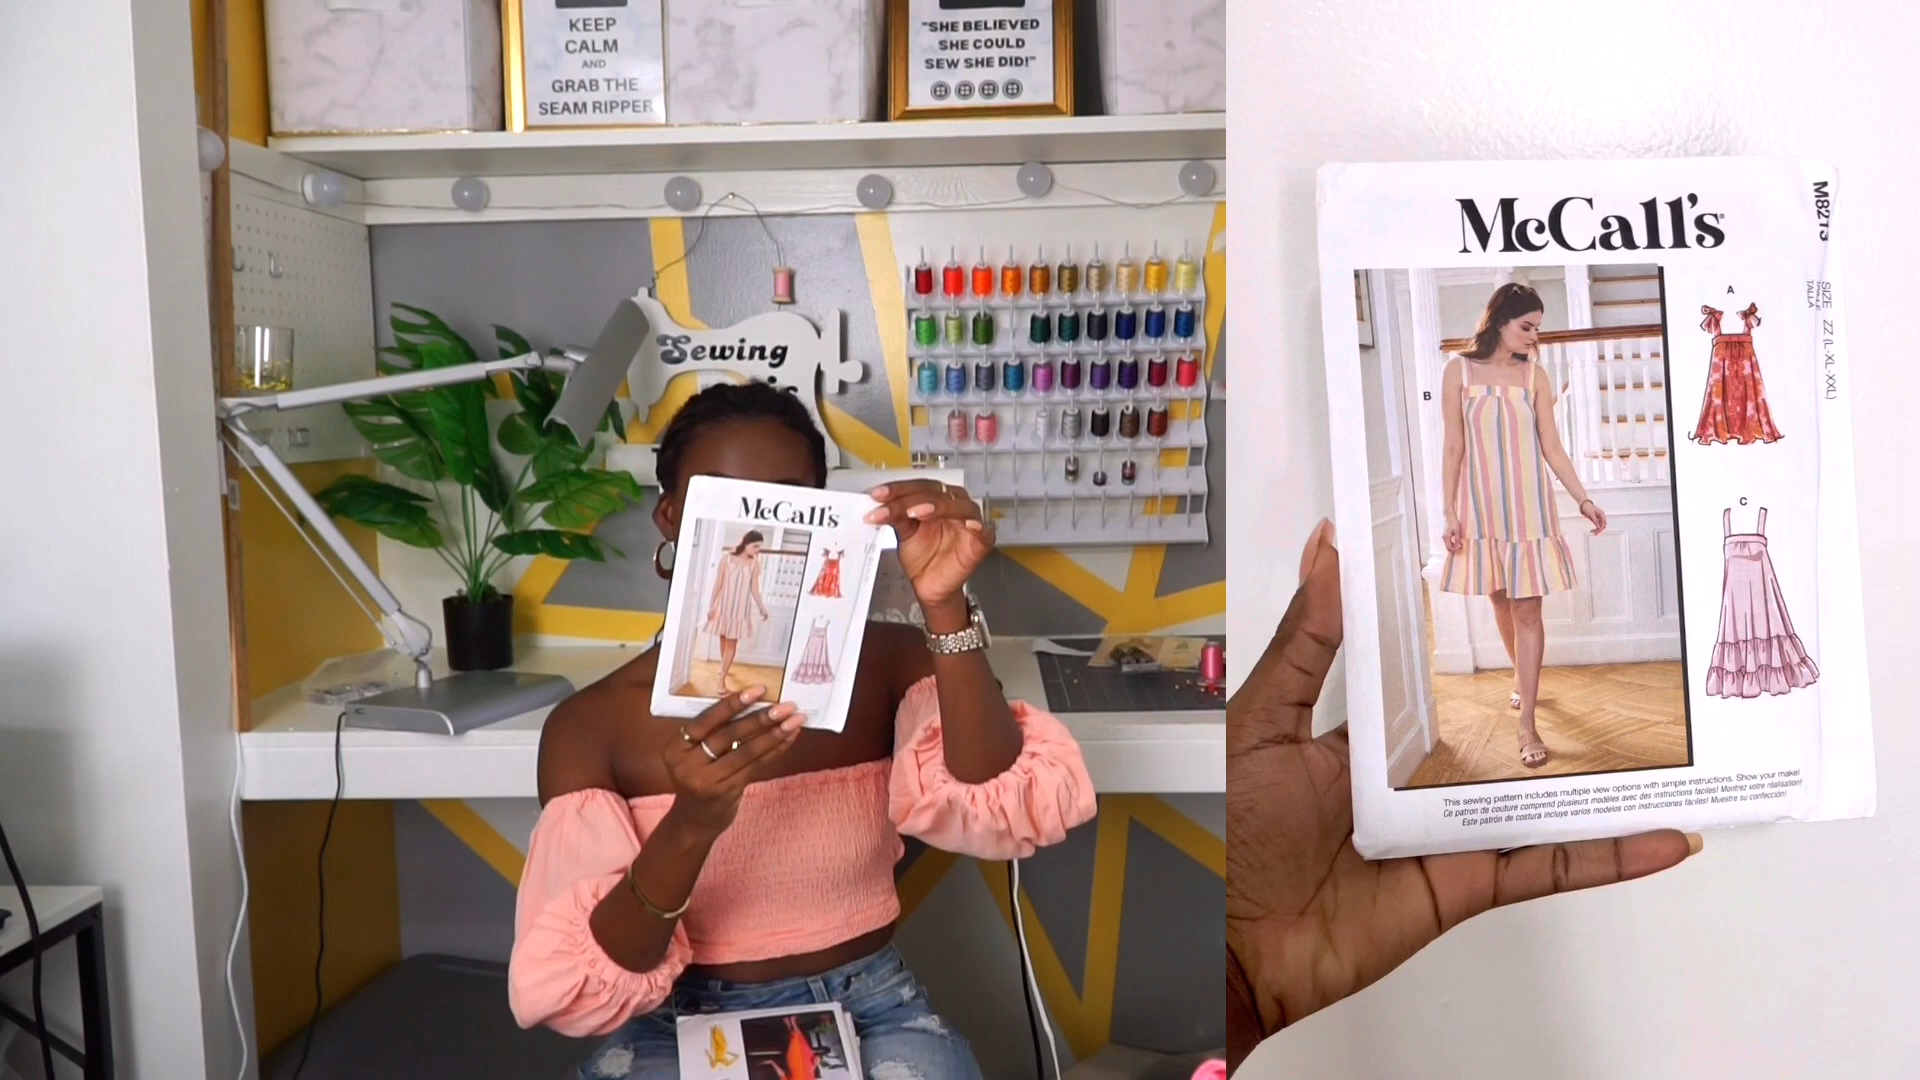 KEEP
CALM
AND
GRAB THE
SEAM RIPPER
"SHE BELIEVED
SHE COULD
SEW SHE DID!"
Sewing
McCall's
McCall's
M8213
SIZE ZZ (L-XL-XXL)
TAILLE
TALLA
A
B
C
This sewing pattern includes multiple view options with simple instructions. Show your make!
Ce patron de couture comprend plusieurs modèles avec des instructions faciles! Montrez votre réalisation!
Este patrón de costura incluye varios modelos con instrucciones fáciles! Muestre su confección!